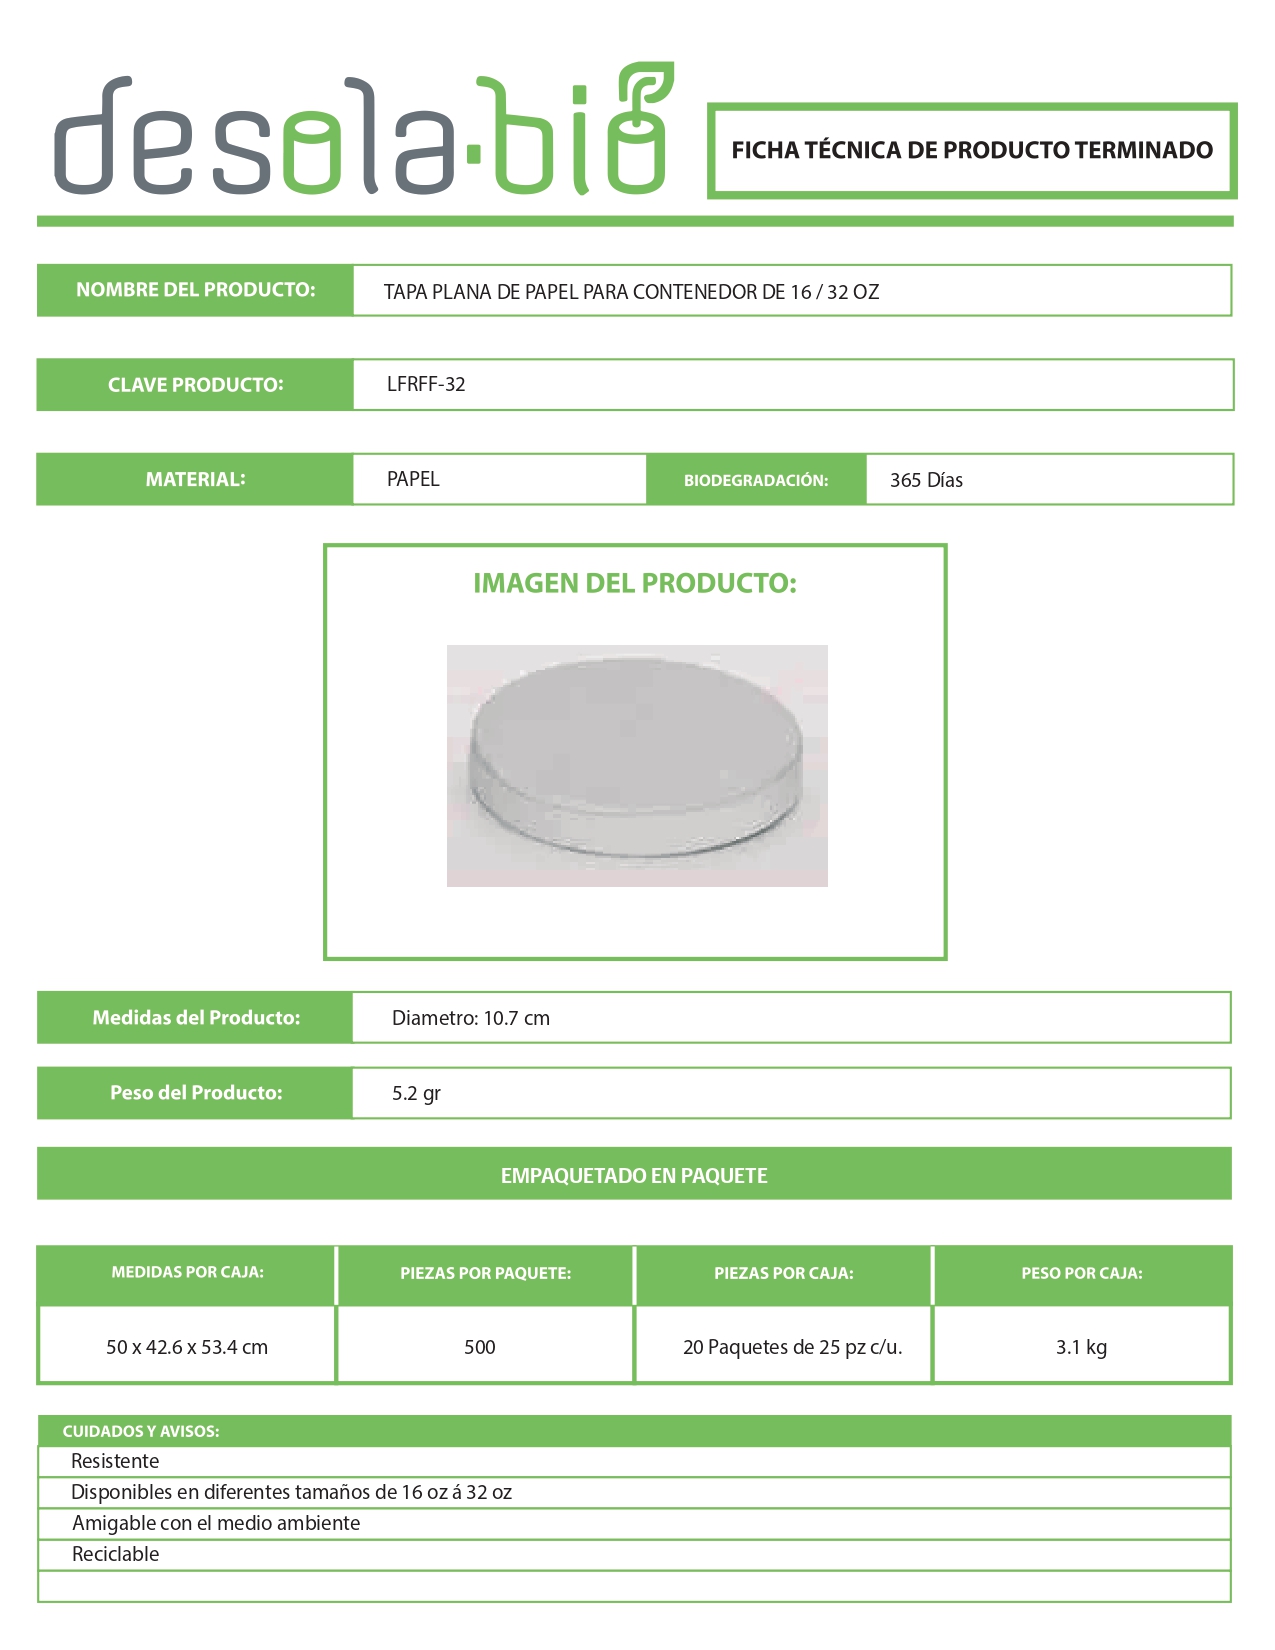 desola·bio
FICHA TÉCNICA DE PRODUCTO TERMINADO
NOMBRE DEL PRODUCTO: TAPA PLANA DE PAPEL PARA CONTENEDOR DE 16 / 32 OZ
CLAVE PRODUCTO: LFRFF-32
MATERIAL: PAPEL BIODEGRADACIÓN: 365 Días
IMAGEN DEL PRODUCTO:
Medidas del Producto: Diametro: 10.7 cm
Peso del Producto: 5.2 gr
EMPAQUETADO EN PAQUETE
MEDIDAS POR CAJA: PIEZAS POR PAQUETE: PIEZAS POR CAJA: PESO POR CAJA:
50 x 42.6 x 53.4 cm 500 20 Paquetes de 25 pz c/u. 3.1 kg
CUIDADOS Y AVISOS:
Resistente
Disponibles en diferentes tamaños de 16 oz á 32 oz
Amigable con el medio ambiente
Reciclable